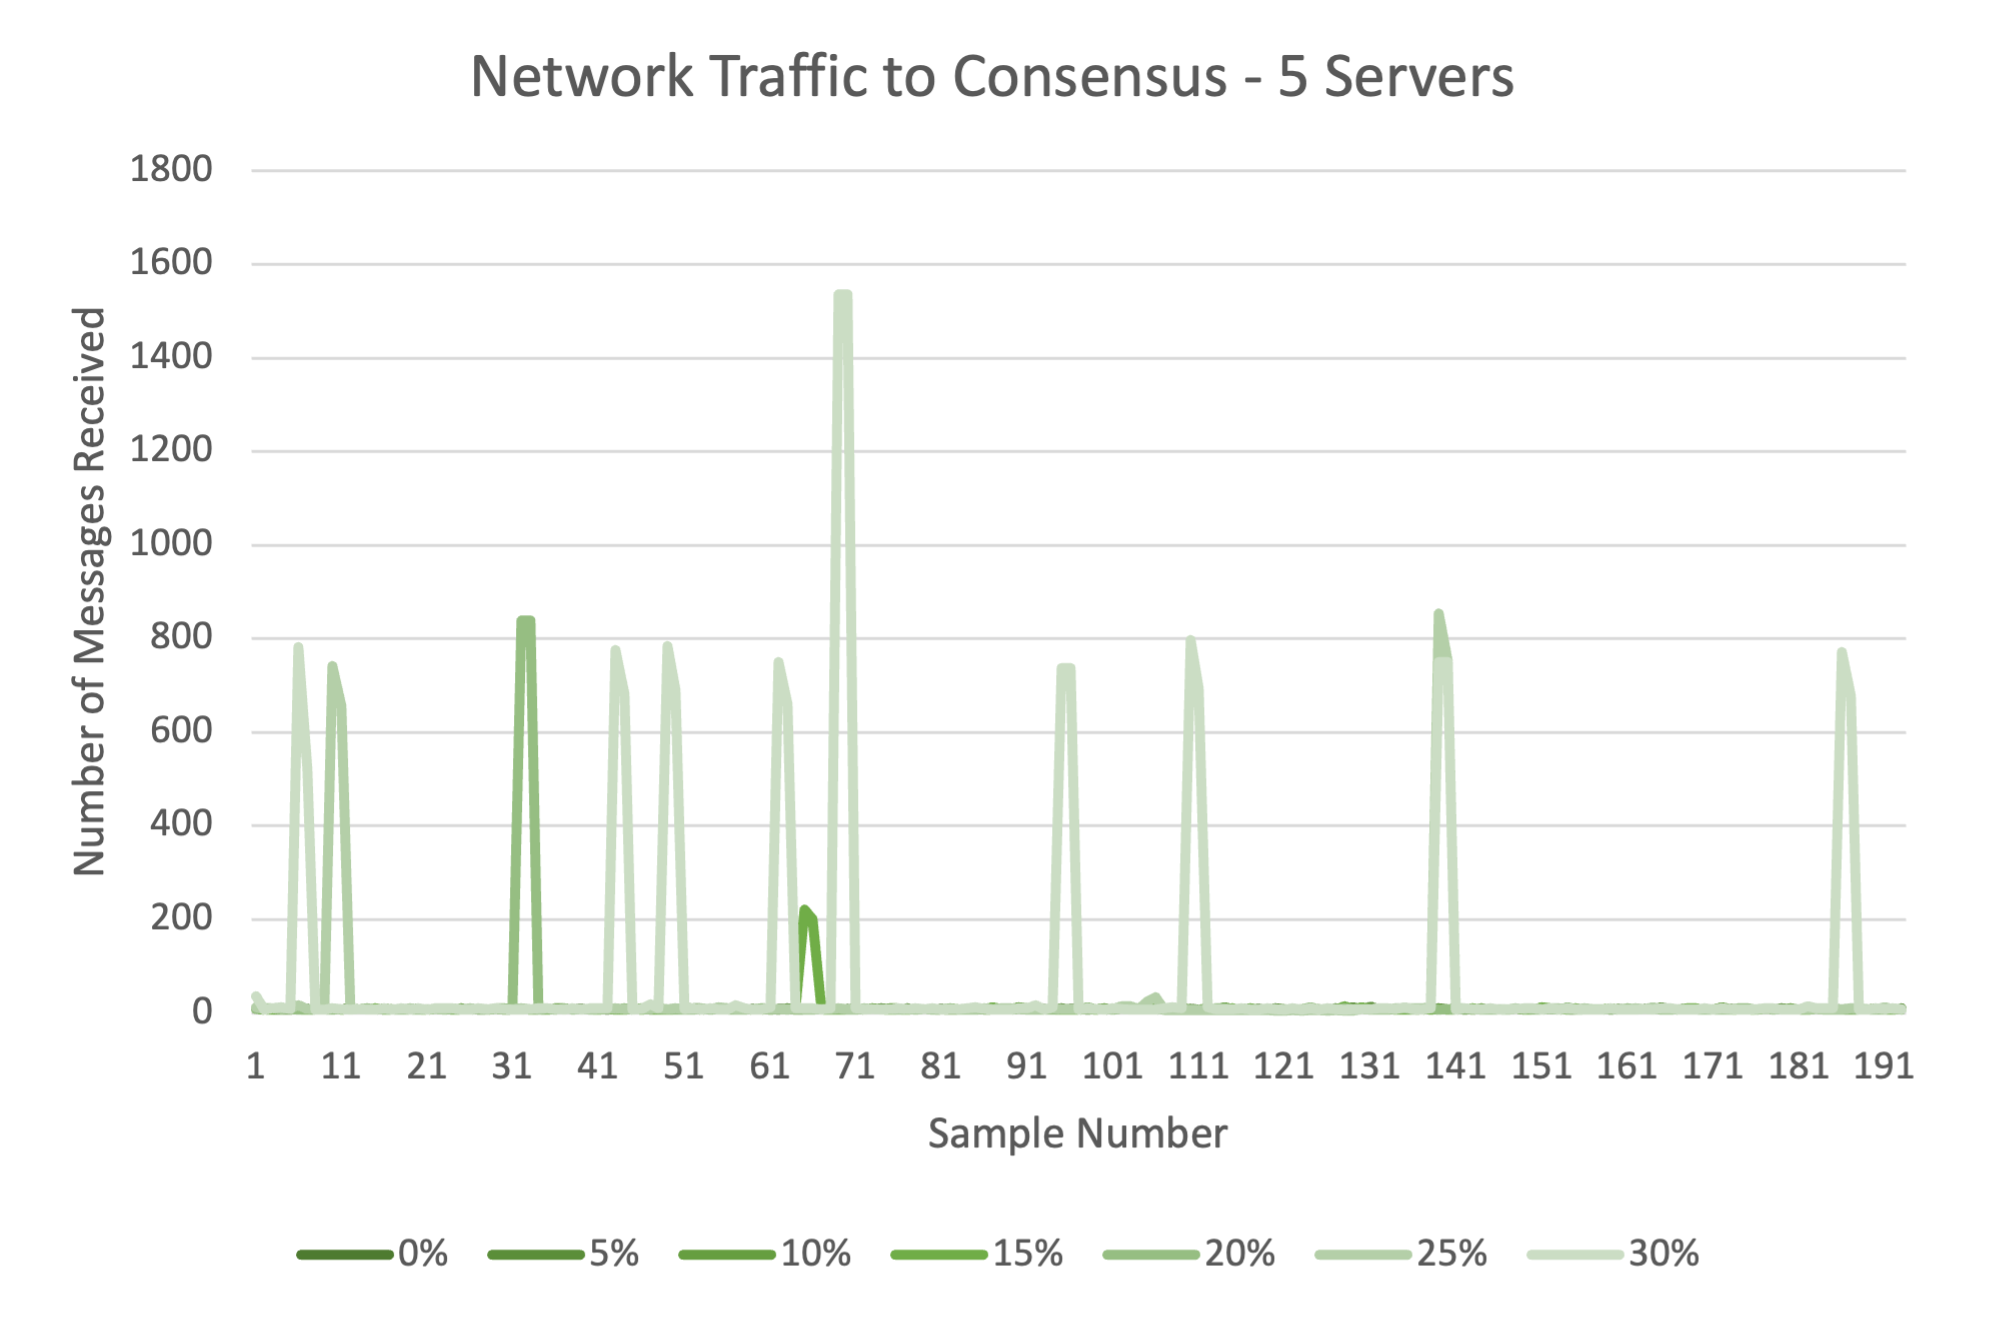 Network Traffic to Consensus - 5 Servers
Number of Messages Received
1800
1600
1400
1200
1000
800
600
400
200
0
1 11 21 31 41 51 61 71 81 91 101 111 121 131 141 151 161 171 181 191
Sample Number
0% 5% 10% 15% 20% 25% 30%